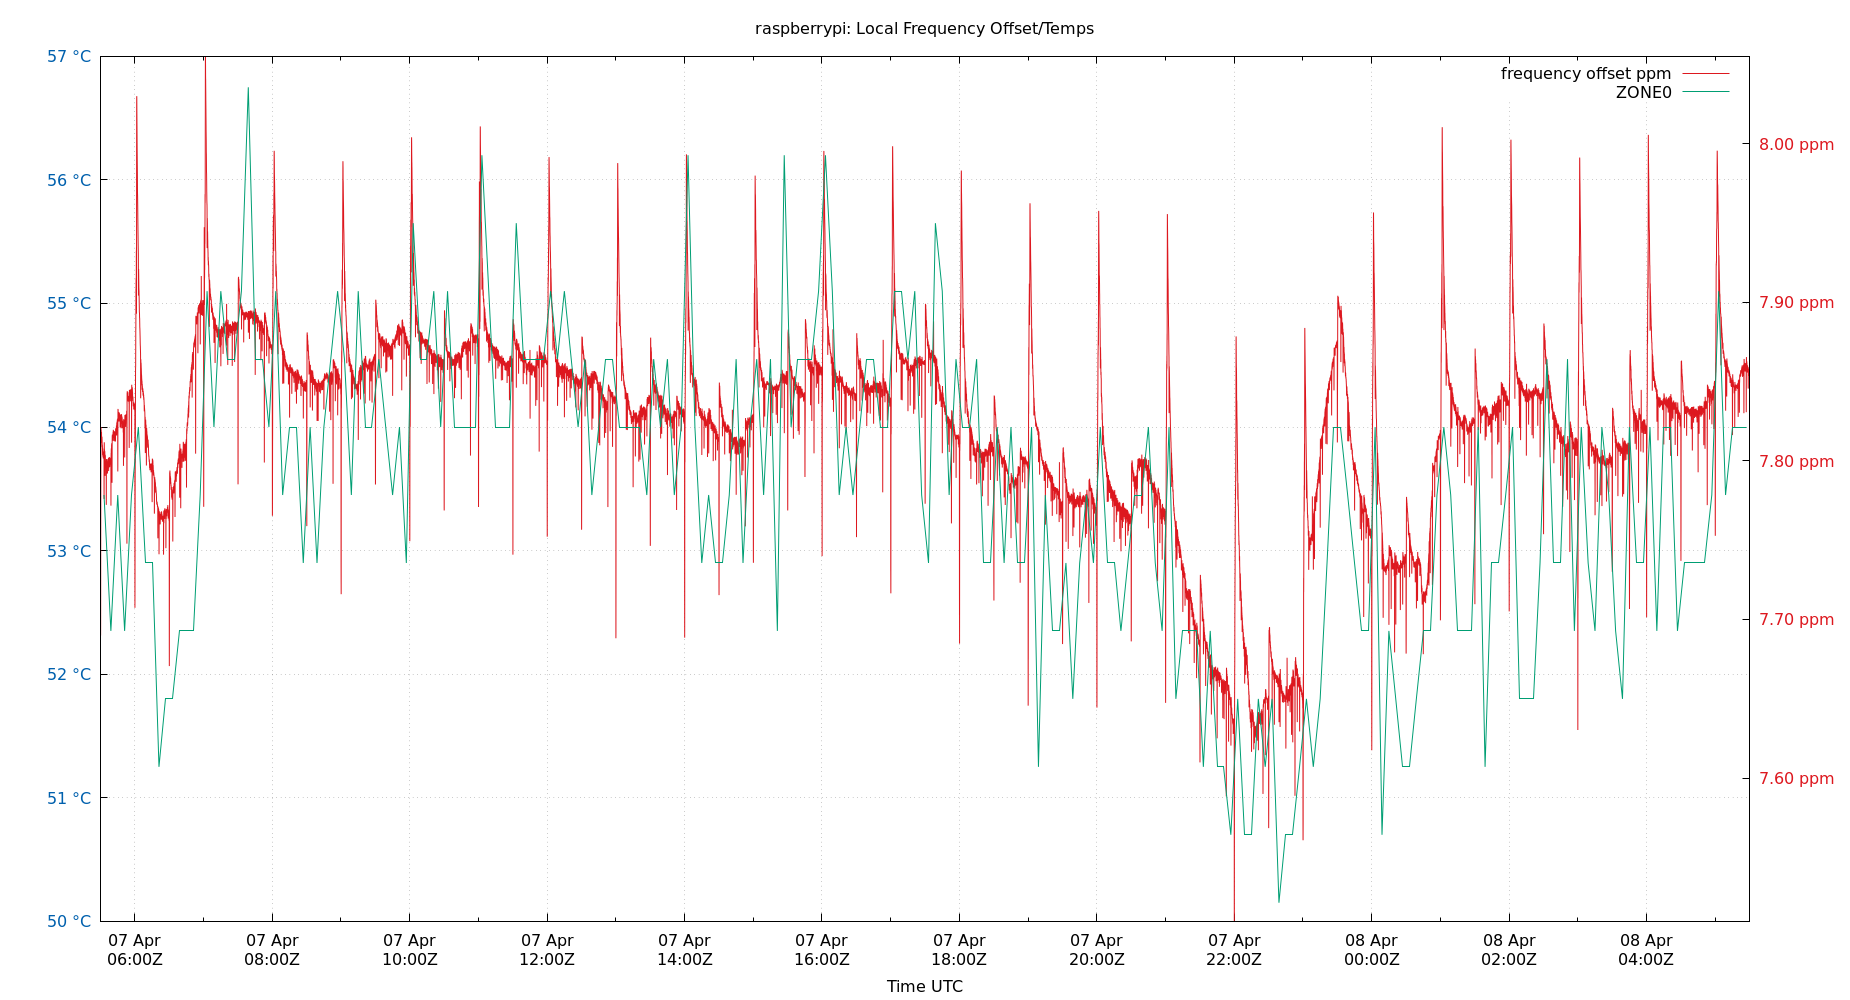 raspberrypi: Local Frequency Offset/Temps
frequency offset ppm
ZONE0
57 °C
56 °C
55 °C
54 °C
53 °C
52 °C
51 °C
50 °C
8.00 ppm
7.90 ppm
7.80 ppm
7.70 ppm
7.60 ppm
07 Apr 07 Apr 07 Apr 07 Apr 07 Apr 07 Apr 07 Apr 07 Apr 07 Apr 08 Apr 08 Apr 08 Apr
06:00Z 08:00Z 10:00Z 12:00Z 14:00Z 16:00Z 18:00Z 20:00Z 22:00Z 00:00Z 02:00Z 04:00Z
Time UTC